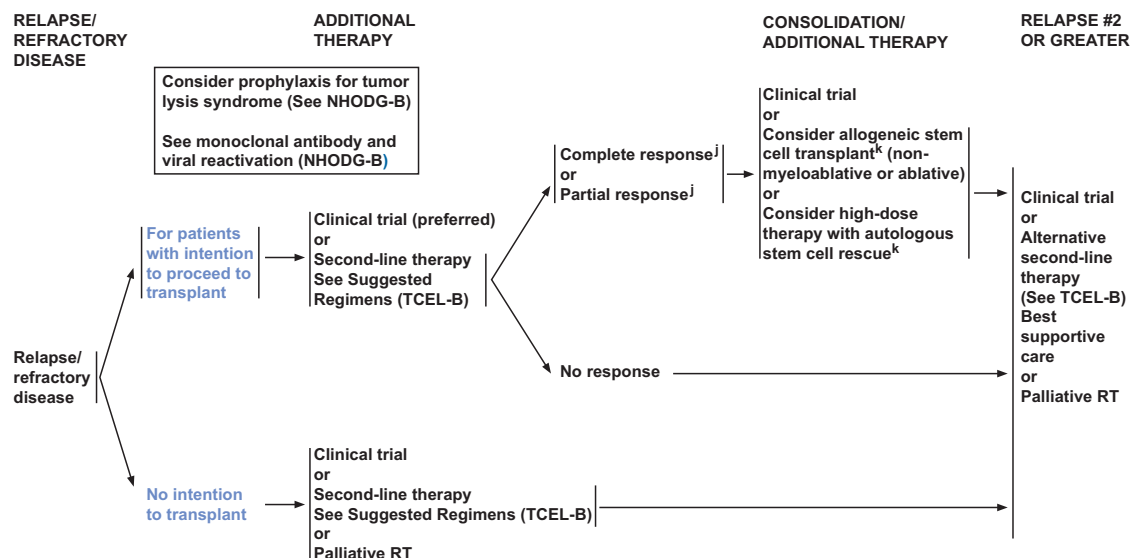 RELAPSE/
REFRACTORY
DISEASE
ADDITIONAL
THERAPY
CONSOLIDATION/
ADDITIONAL THERAPY
RELAPSE #2
OR GREATER
Consider prophylaxis for tumor
lysis syndrome (See NHODG-B)
See monoclonal antibody and
viral reactivation (NHODG-B)
Relapse/
refractory
disease
For patients
with intention
to proceed to
transplant
Clinical trial (preferred)
or
Second-line therapy
See Suggested
Regimens (TCEL-B)
Complete response^j
or
Partial response^j
Clinical trial
or
Consider allogeneic stem
cell transplant^k (non-
myeloablative or ablative)
or
Consider high-dose
therapy with autologous
stem cell rescue^k
No response
No intention
to transplant
Clinical trial
or
Second-line therapy
See Suggested Regimens (TCEL-B)
or
Palliative RT
Clinical trial
or
Alternative
second-line
therapy
(See TCEL-B)
Best
supportive
care
or
Palliative RT